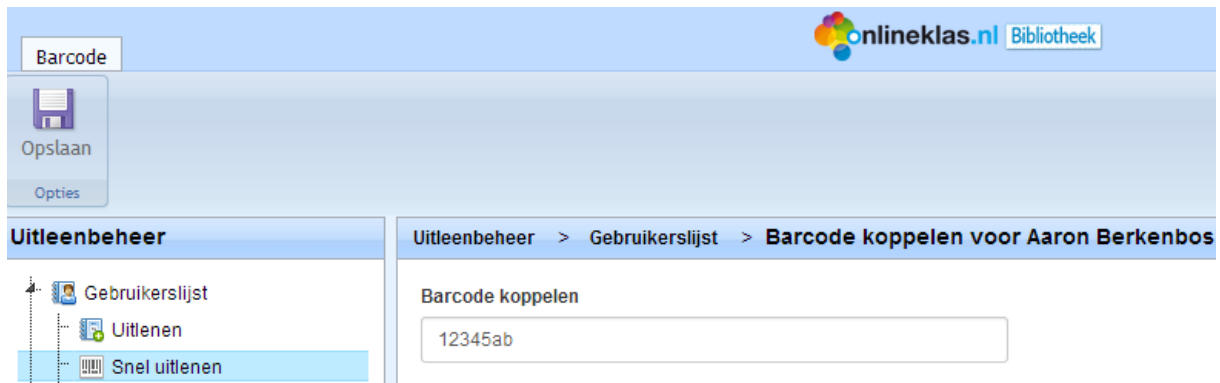 onlineklas.nl Bibliotheek
Barcode
Opslaan
Opties
Uitleenbeheer
Uitleenbeheer > Gebruikerslijst > Barcode koppelen voor Aaron Berkenbos
Gebruikerslijst
Uitlenen
Snel uitlenen
Barcode koppelen
12345ab